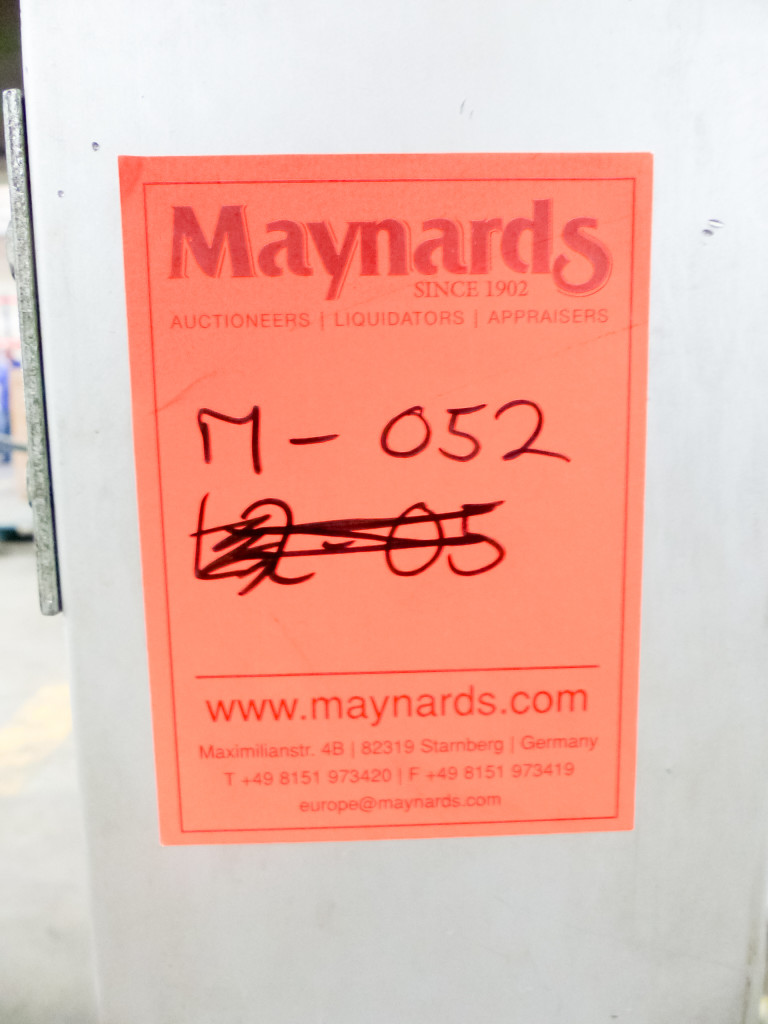 Maynards
SINCE 1902
AUCTIONEERS | LIQUIDATORS | APPRAISERS
M - 052
- 05
www.maynards.com
Maximilianstr. 4B | 82319 Starnberg | Germany
T +49 8151 973420 | F +49 8151 973419
europe@maynards.com